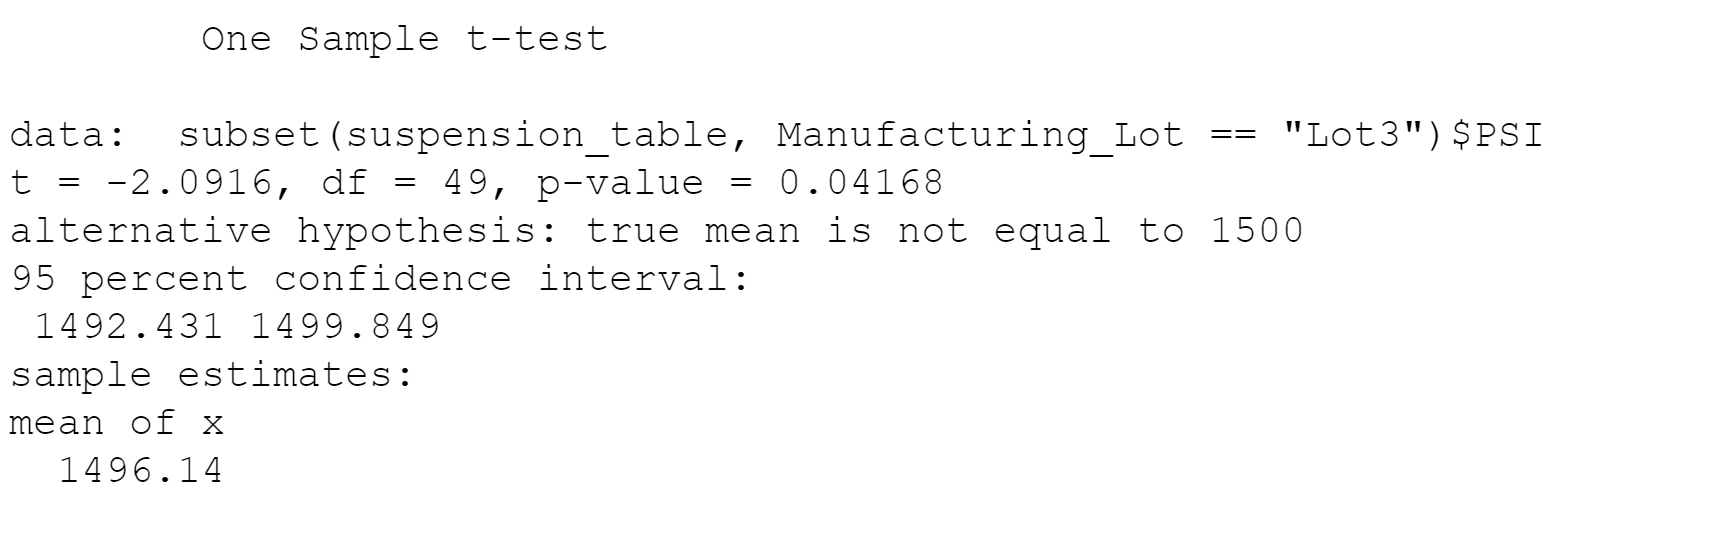 One Sample t-test
data:  subset(suspension_table, Manufacturing_Lot == "Lot3")$PSI
t = -2.0916, df = 49, p-value = 0.04168
alternative hypothesis: true mean is not equal to 1500
95 percent confidence interval:
1492.431 1499.849
sample estimates:
mean of x
1496.14